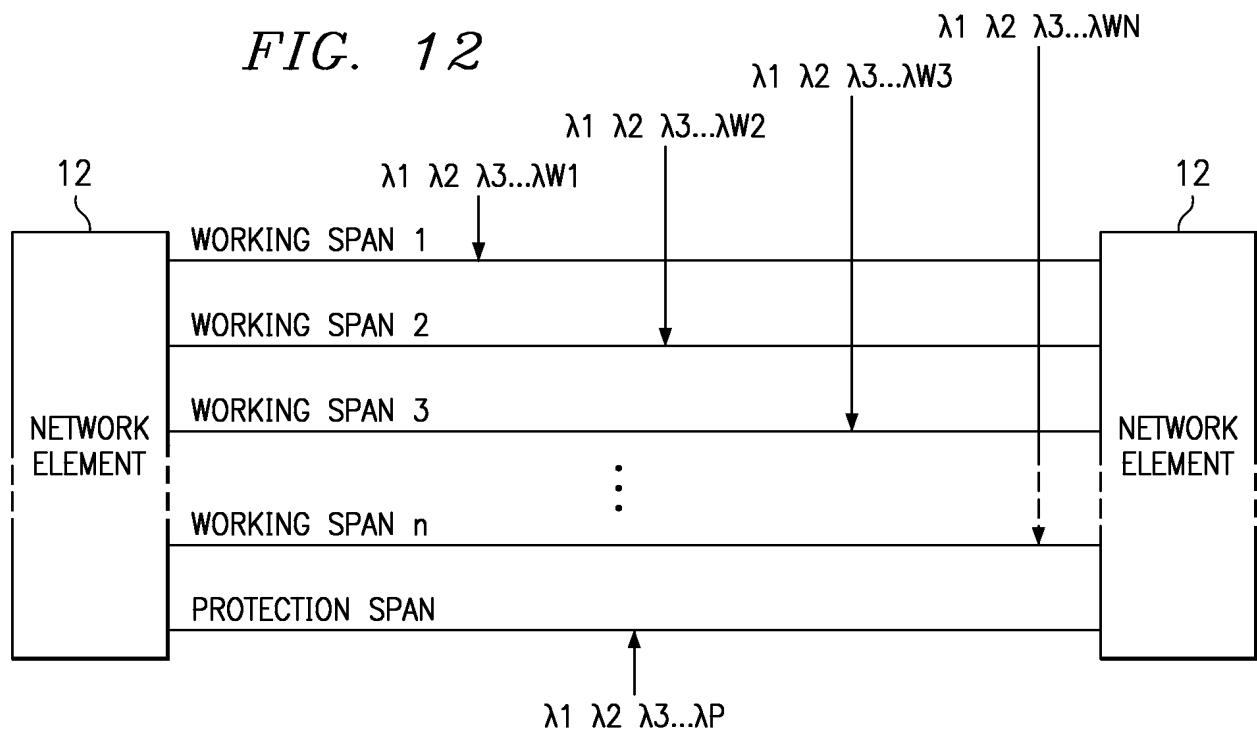 FIG. 12
λ1 λ2 λ3...λWN
λ1 λ2 λ3...λW3
λ1 λ2 λ3...λW2
λ1 λ2 λ3...λW1
12
12
WORKING SPAN 1
WORKING SPAN 2
WORKING SPAN 3
NETWORK
ELEMENT
NETWORK
ELEMENT
WORKING SPAN n
PROTECTION SPAN
λ1 λ2 λ3...λP